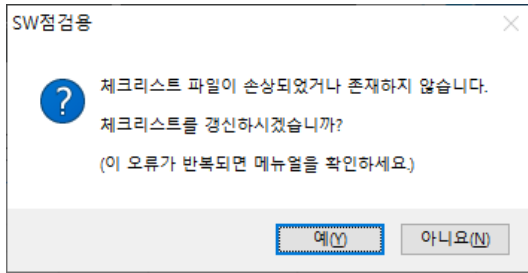 SW점검용
체크리스트 파일이 손상되었거나 존재하지 않습니다.
체크리스트를 갱신하시겠습니까?
(이 오류가 반복되면 메뉴얼을 확인하세요.)
예(Y)
아니요(N)